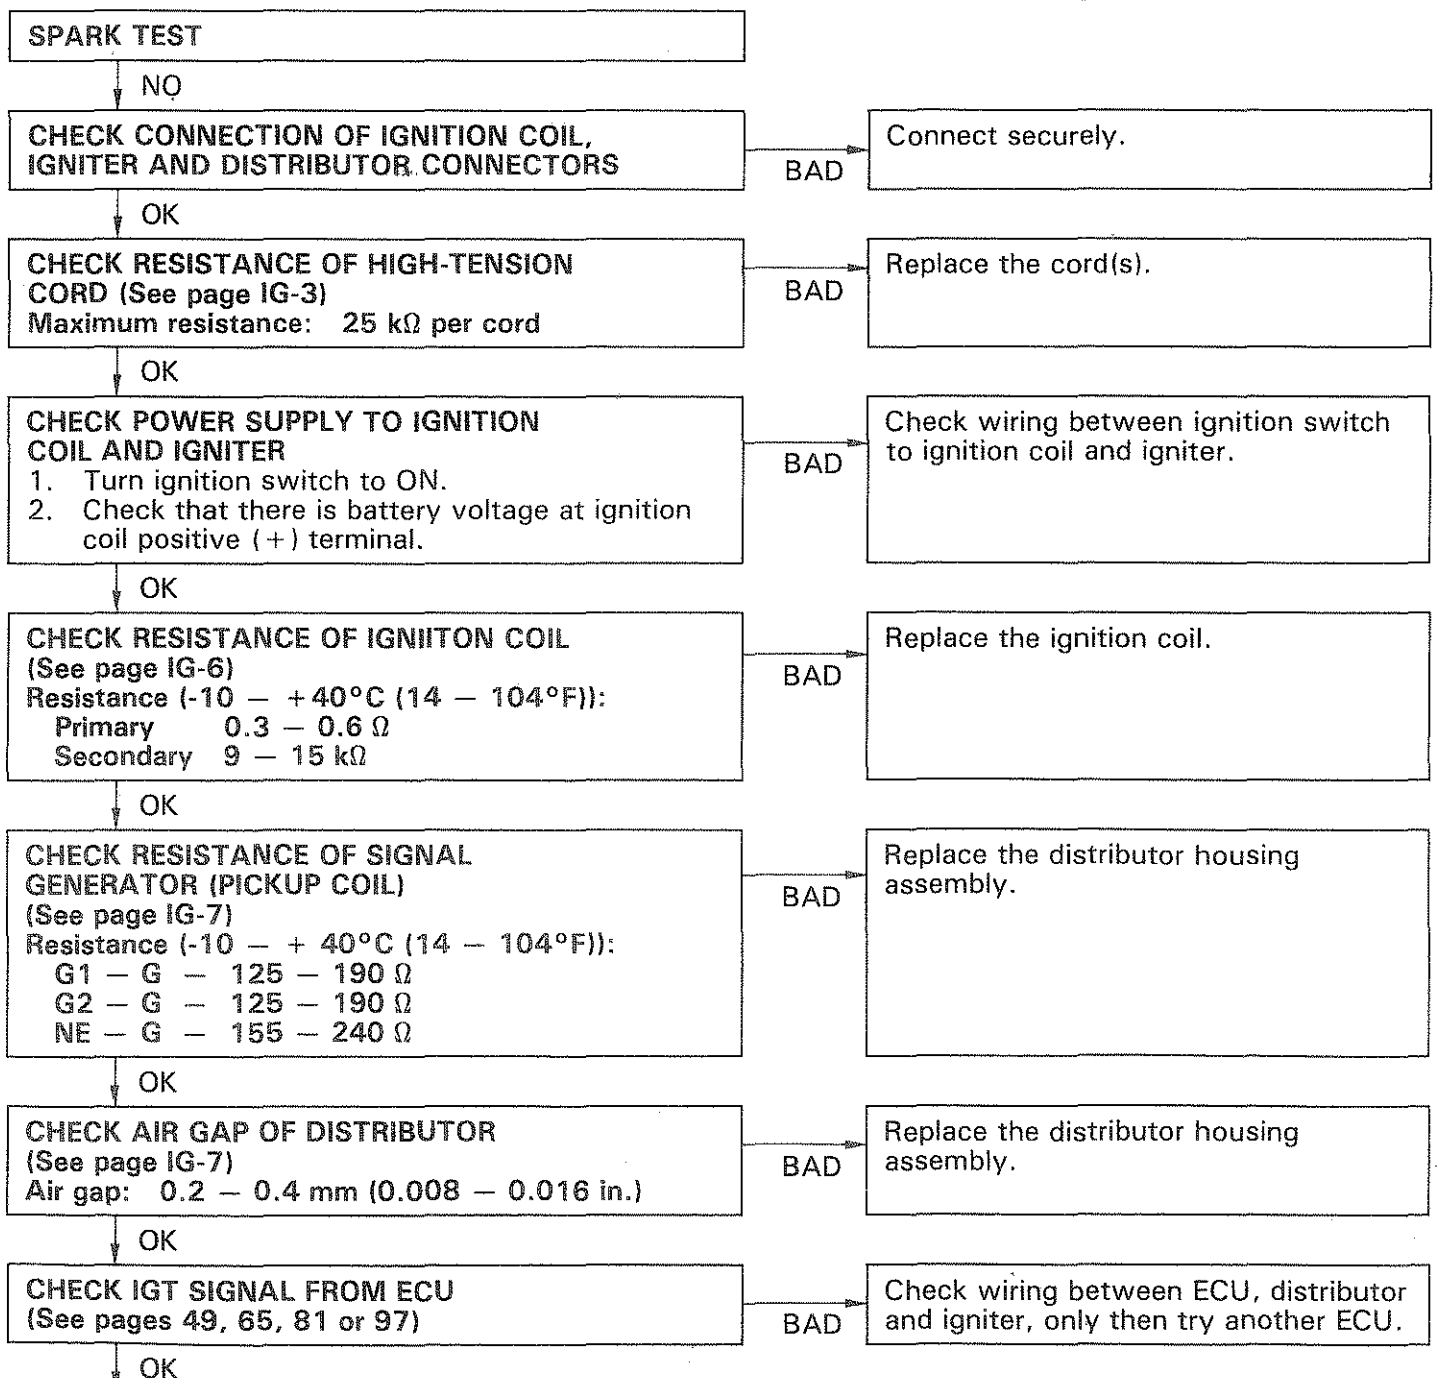 SPARK TEST
NO
CHECK CONNECTION OF IGNITION COIL,
IGNITER AND DISTRIBUTOR CONNECTORS
BAD
Connect securely.
OK
CHECK RESISTANCE OF HIGH-TENSION
CORD (See page IG-3)
Maximum resistance: 25 kΩ per cord
BAD
Replace the cord(s).
OK
CHECK POWER SUPPLY TO IGNITION
COIL AND IGNITER
1. Turn ignition switch to ON.
2. Check that there is battery voltage at ignition
coil positive (+) terminal.
BAD
Check wiring between ignition switch
to ignition coil and igniter.
OK
CHECK RESISTANCE OF IGNIITON COIL
(See page IG-6)
Resistance (-10 — +40°C (14 — 104°F)):
Primary 0.3 — 0.6 Ω
Secondary 9 — 15 kΩ
BAD
Replace the ignition coil.
OK
CHECK RESISTANCE OF SIGNAL
GENERATOR (PICKUP COIL)
(See page IG-7)
Resistance (-10 — + 40°C (14 — 104°F)):
G1 — G — 125 — 190 Ω
G2 — G — 125 — 190 Ω
NE — G — 155 — 240 Ω
BAD
Replace the distributor housing
assembly.
OK
CHECK AIR GAP OF DISTRIBUTOR
(See page IG-7)
Air gap: 0.2 — 0.4 mm (0.008 — 0.016 in.)
BAD
Replace the distributor housing
assembly.
OK
CHECK IGT SIGNAL FROM ECU
(See pages 49, 65, 81 or 97)
BAD
Check wiring between ECU, distributor
and igniter, only then try another ECU.
OK